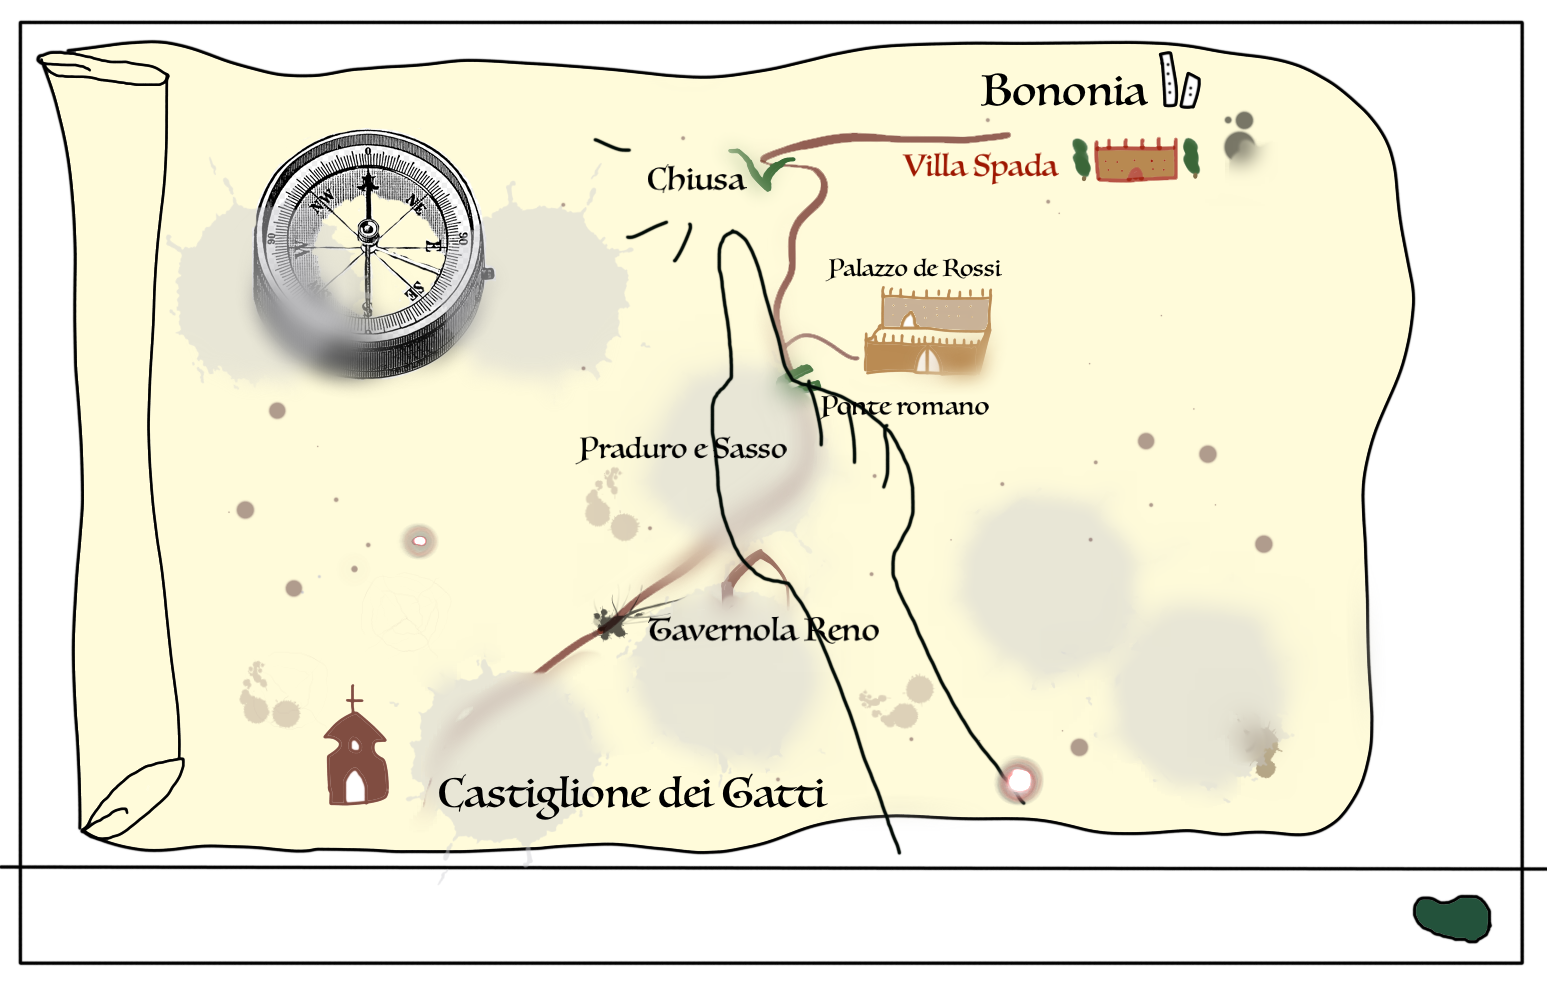 Bononia
Villa Spada
Chiusa
0
NW
NE
90
W
E
90
SE
S
Palazzo de Rossi
Ponte romano
Praduro e Sasso
Tavernola Reno
Castiglione dei Gatti